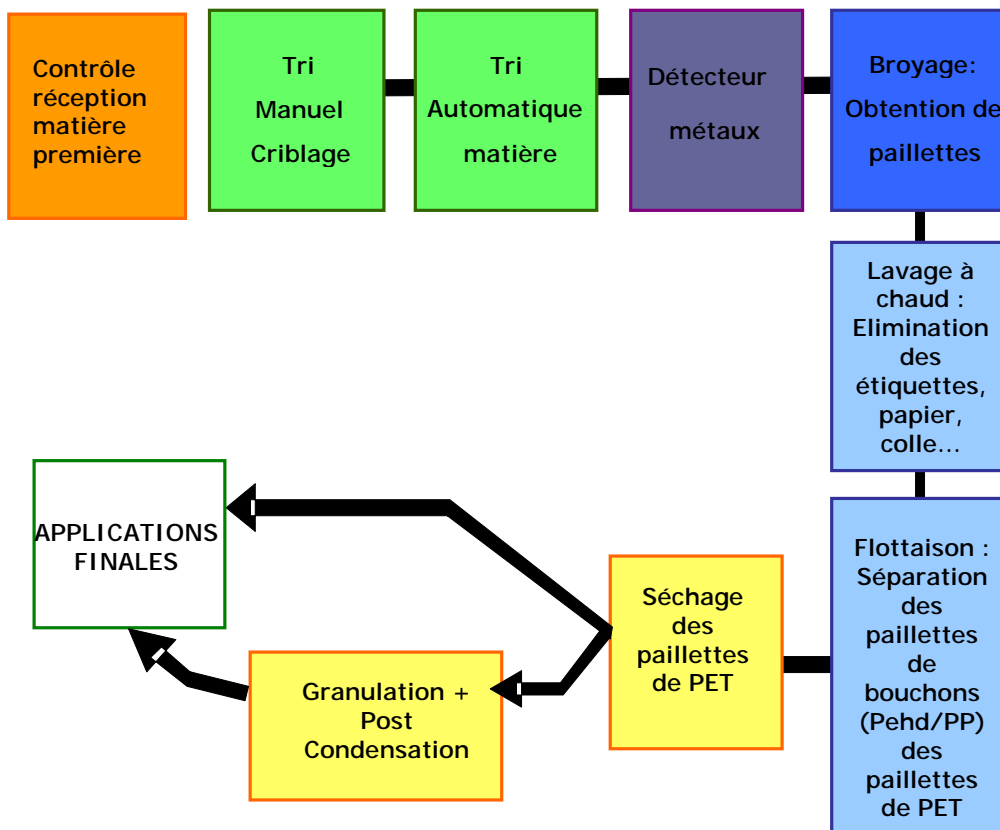 Contrôle
réception
matière
première
Tri
Manuel
Criblage
Tri
Automatique
matière
Détecteur
métaux
Broyage:
Obtention de
paillettes
Lavage à
chaud :
Elimination
des
étiquettes,
papier,
colle...
Flottaison :
Séparation
des
paillettes
de
bouchons
(Pehd/PP)
des
paillettes
de PET
Séchage
des
paillettes
de PET
Granulation +
Post
Condensation
APPLICATIONS
FINALES